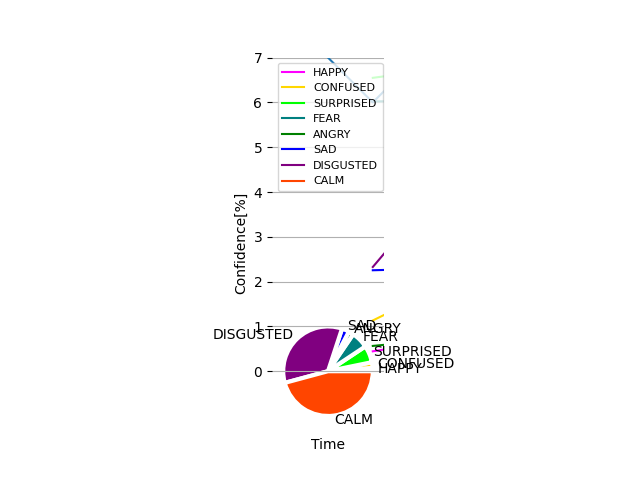 7
6
5
4
3
2
1
0
Confidence[%]
HAPPY
CONFUSED
SURPRISED
FEAR
ANGRY
SAD
DISGUSTED
CALM
SAD
ANGRY
FEAR
DISGUSTED
SURPRISED
CONFUSED
HAPPY
CALM
Time